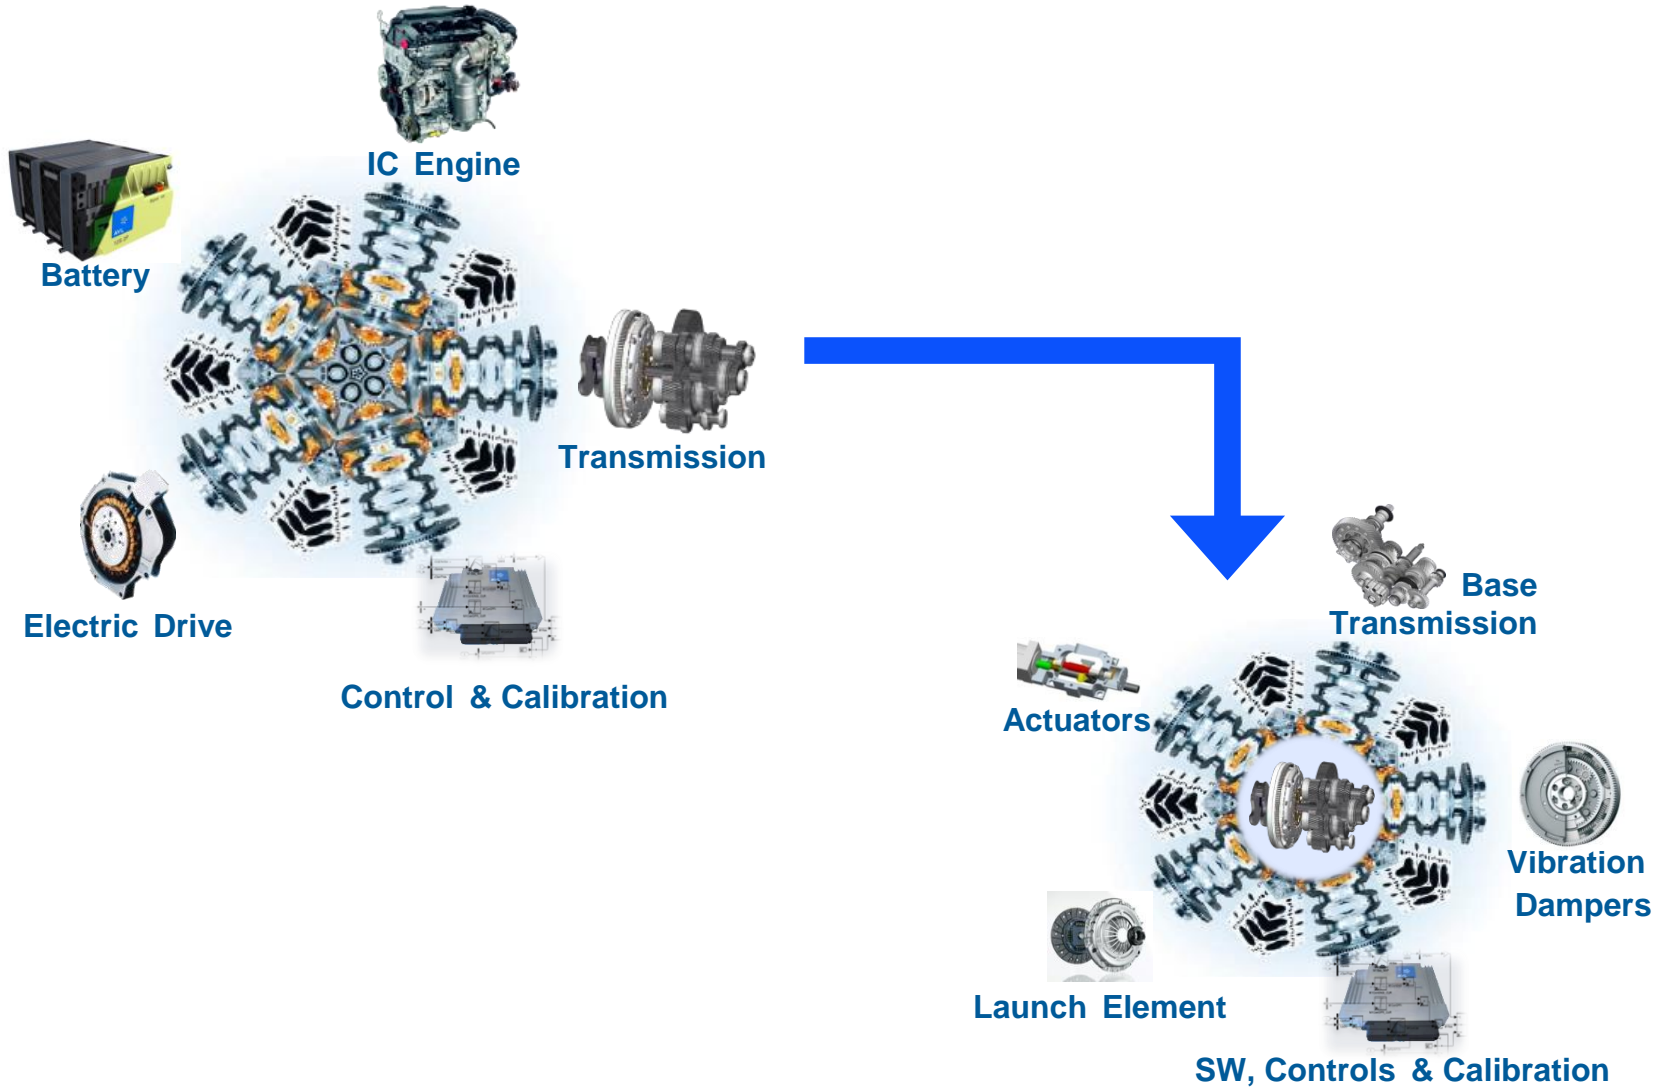 IC Engine
Battery
Transmission
Electric Drive
Control & Calibration
Base
Transmission
Actuators
Vibration
Dampers
Launch Element
SW, Controls & Calibration